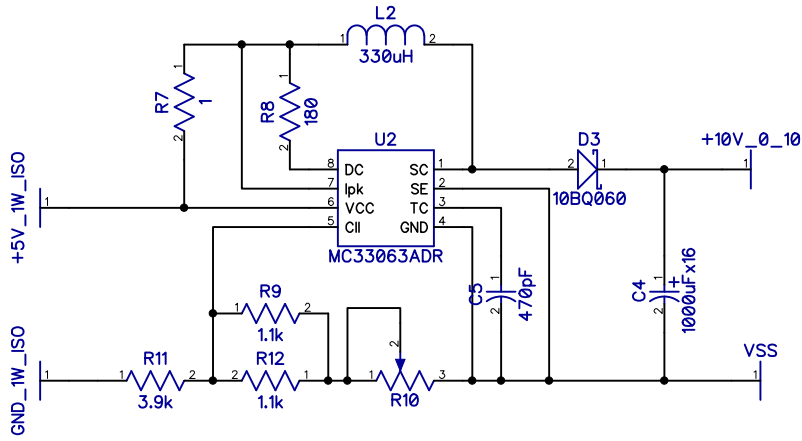 L2
1 2
330uH
1
R7
1
2
1
R8
180
2
U2
8 DC SC 1
7 Ipk SE 2
6 VCC TC 3
5 CII GND 4
MC33063ADR
D3
2 1
10BQ060
+10V_0_10
1
+5V_1W_ISO
1
1
C5
470pF
2
1
C4
+
1000uFx16
2
R9
1 2
1.1k
R12
2 1
1.1k
R11
1 2
3.9k
GND_1W_ISO
1
2
1 3
R10
VSS
1